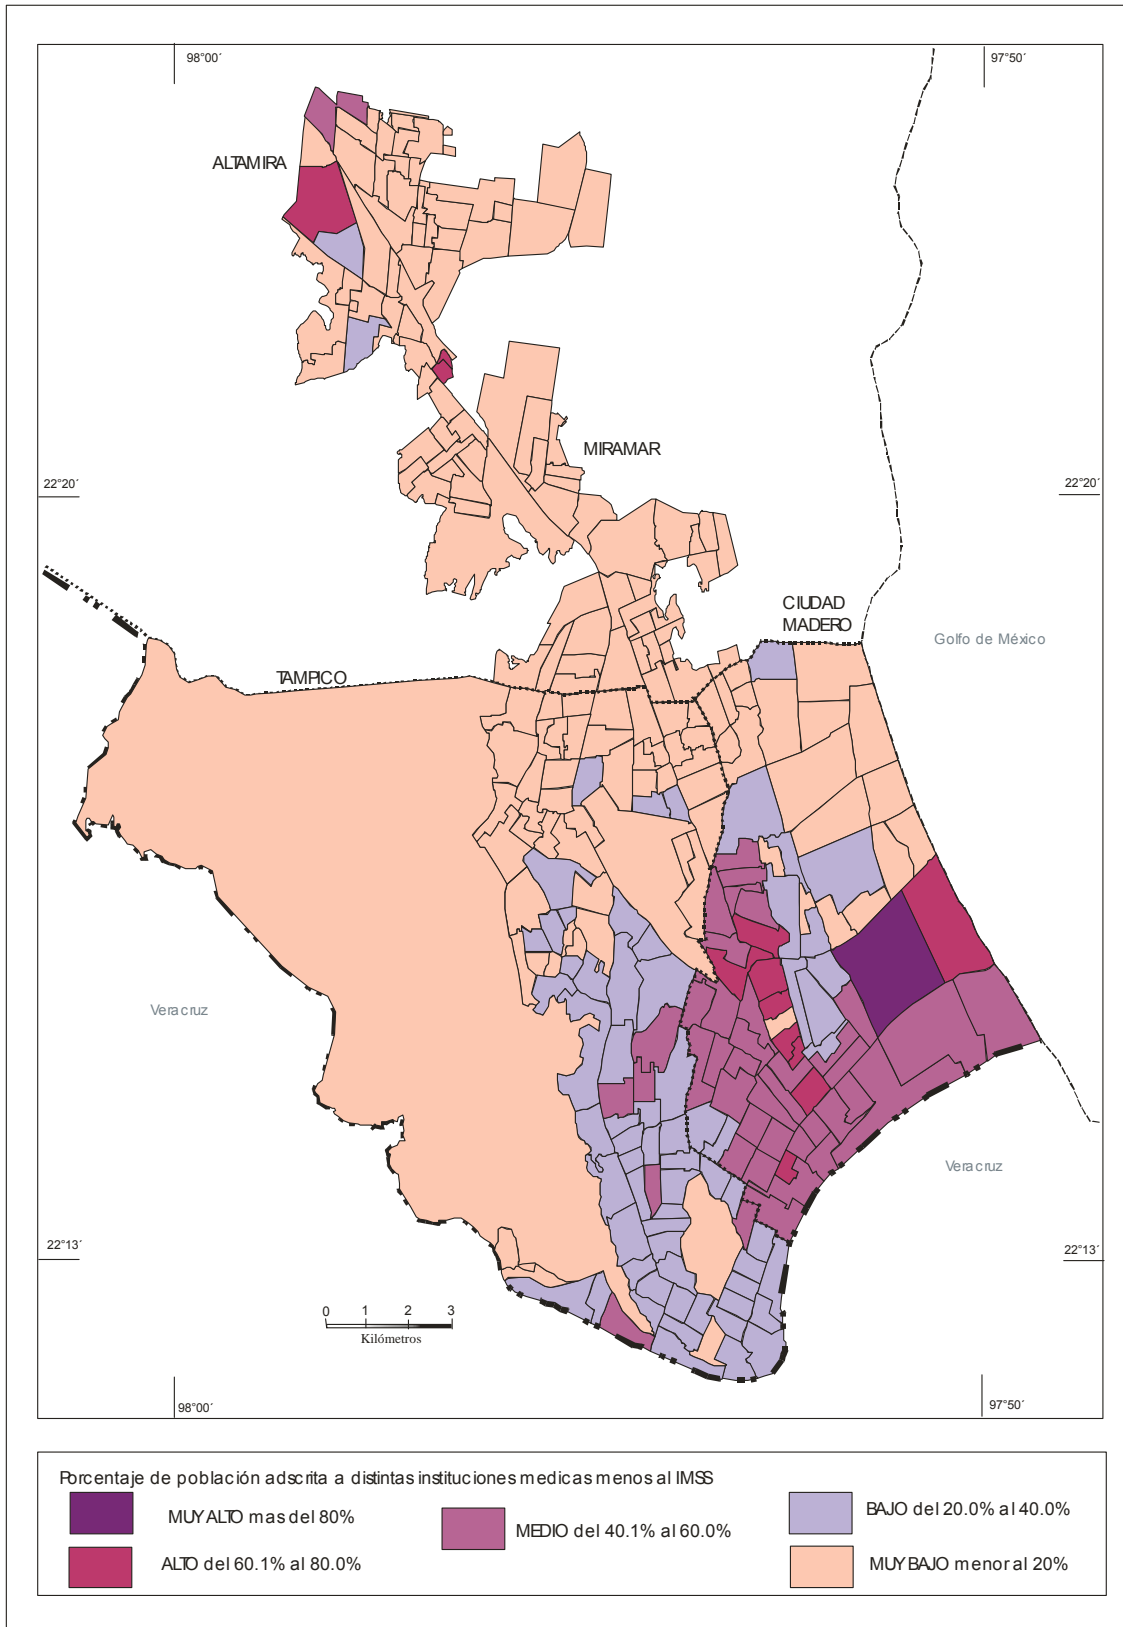 98°00´
97°50´
ALTAMIRA
MIRAMAR
22°20´
22°20´
CIUDAD
MADERO
Golfo de México
TAMPICO
Veracruz
Veracruz
22°13´
22°13´
0 1 2 3
Kilómetros
98°00´
97°50´
Porcentaje de población adscrita a distintas instituciones medicas menos al IMSS
MUY ALTO mas del 80%
MEDIO del 40.1% al 60.0%
BAJO del 20.0% al 40.0%
ALTO del 60.1% al 80.0%
MUY BAJO menor al 20%